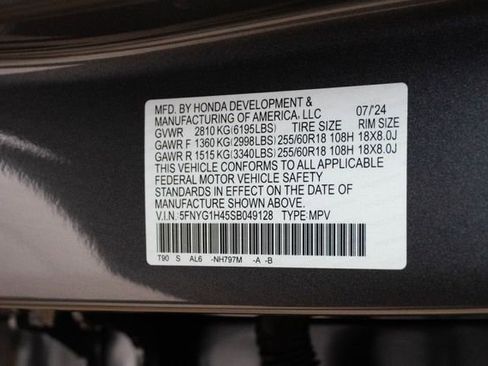 MFD. BY HONDA DEVELOPMENT &
MANUFACTURING OF AMERICA, LLC 07/'24
GVWR 2810 KG(6195LBS) TIRE SIZE RIM SIZE
GAWR F 1360 KG(2998LBS) 255/60R18 108H 18X8.0J
GAWR R 1515 KG(3340LBS) 255/60R18 108H 18X8.0J
THIS VEHICLE CONFORMS TO ALL APPLICABLE
FEDERAL MOTOR VEHICLE SAFETY
STANDARDS IN EFFECT ON THE DATE OF
MANUFACTURE SHOWN ABOVE.
V.I.N. 5FNYG1H45SB049128 TYPE:MPV
T90 S AL6 -NH797M -A -B